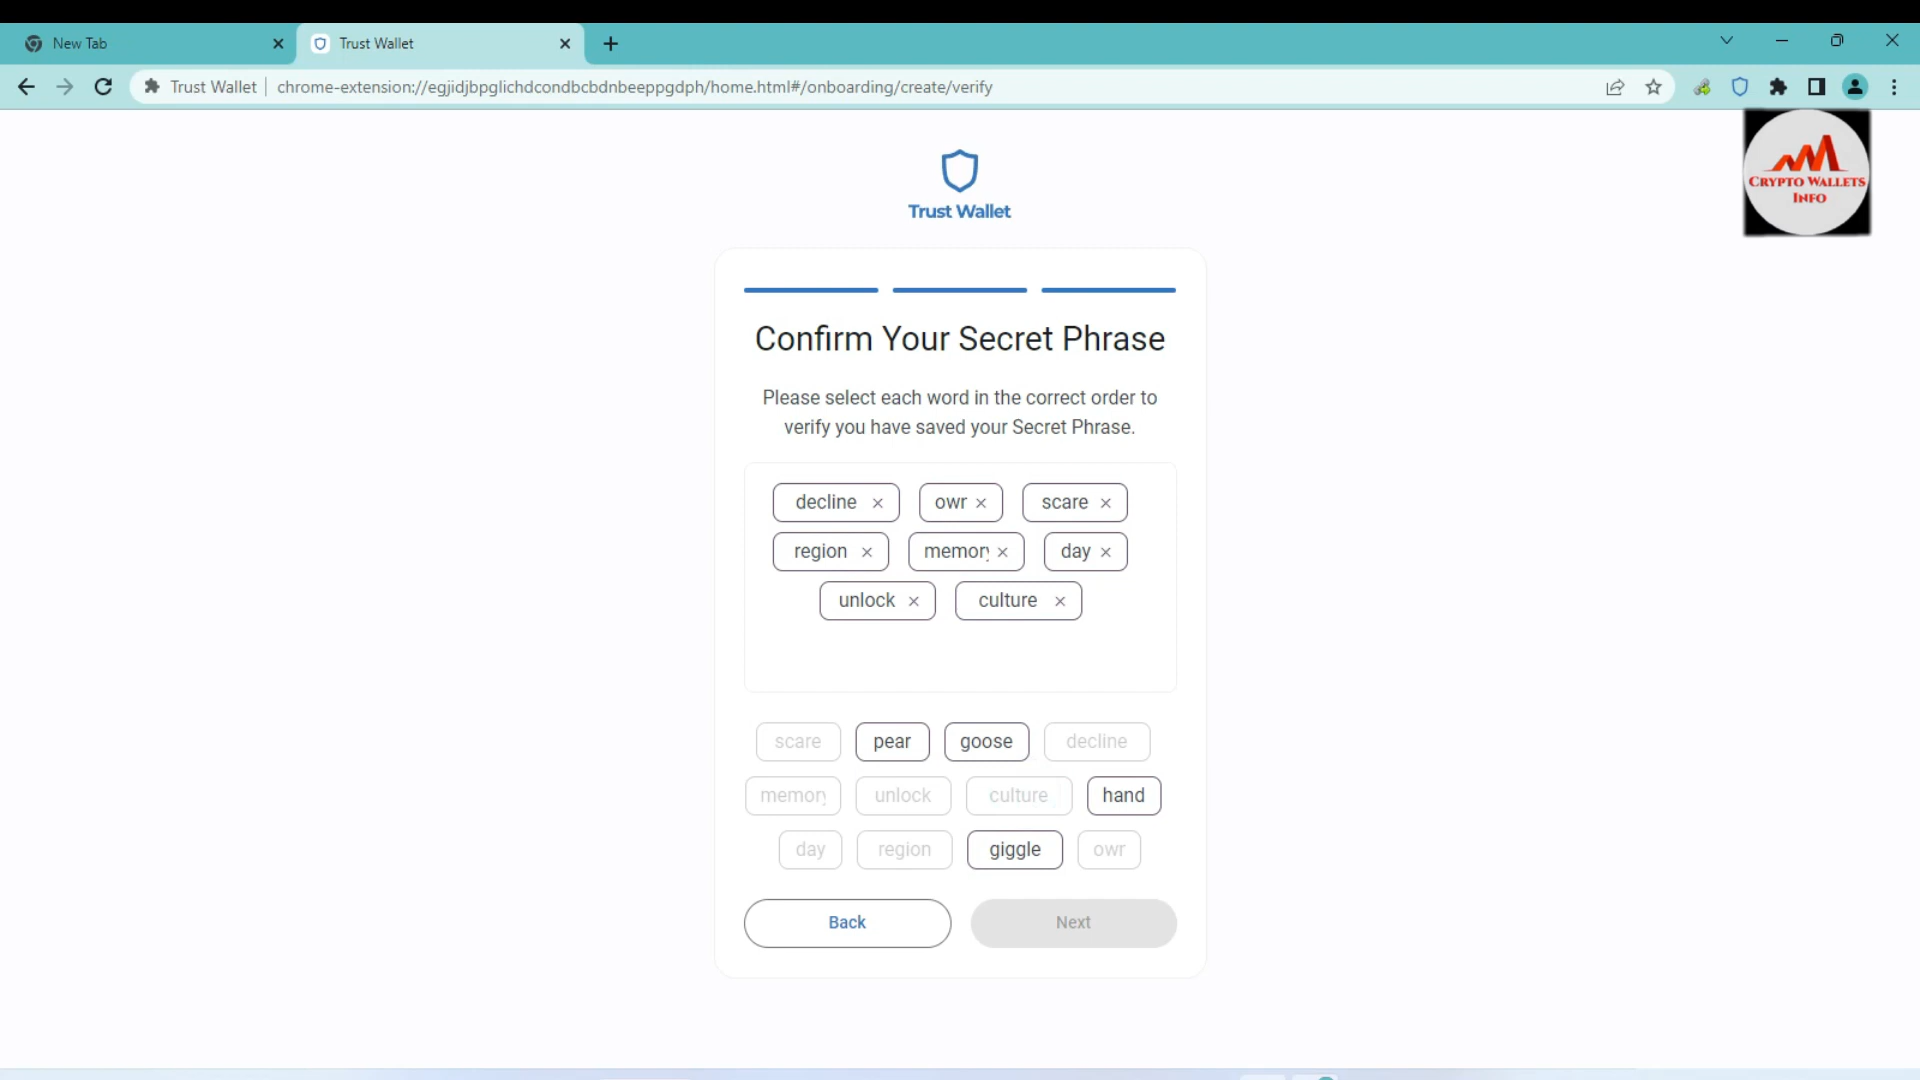 New Tab
Trust Wallet
Trust Wallet | chrome-extension://egjidjbpglichdcondbcbdnbeeppgdph/home.html#/onboarding/create/verify
CRYPTO WALLETS
INFO
Trust Wallet
Confirm Your Secret Phrase
Please select each word in the correct order to
verify you have saved your Secret Phrase.
decline × owr × scare ×
region × memory × day ×
unlock × culture ×
scare pear goose decline
memory unlock culture hand
day region giggle owr
Back Next